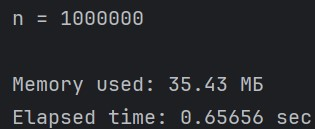 n = 1000000
Memory used: 35.43 МБ
Elapsed time: 0.65656 sec